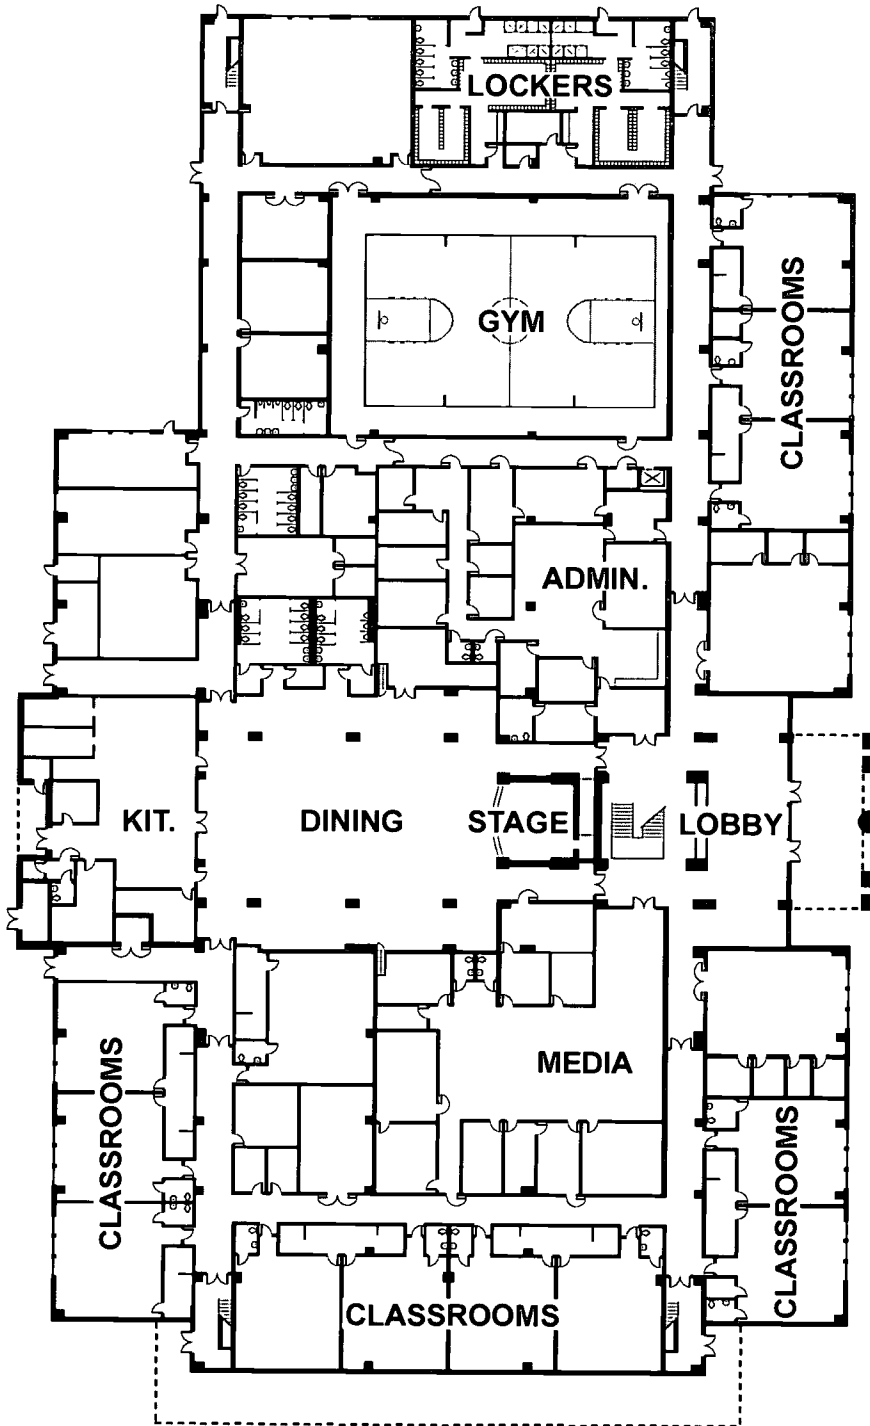 LOCKERS
GYM
CLASSROOMS
ADMIN.
KIT.
DINING
STAGE
LOBBY
MEDIA
CLASSROOMS
CLASSROOMS
CLASSROOMS